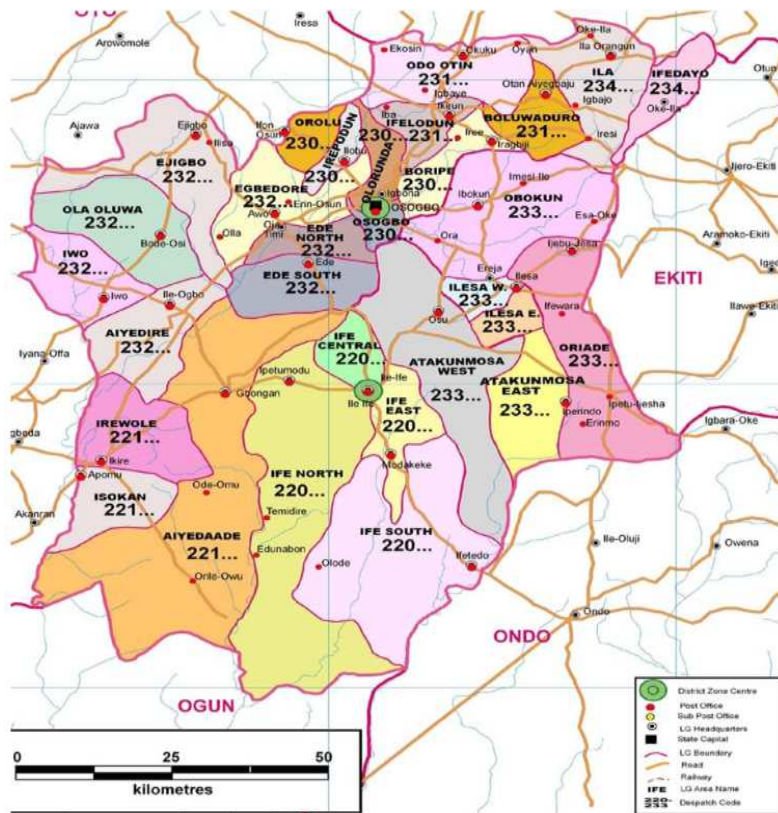 Iresa
Oke-Ila
Arowomole
Ekosin
Okuku
Oyan
Ila Orangun
ODO OTIN
231...
ILA
234...
IFEDAYO
234...
Otan Aiyegbaju
Igbaye
Oke-Ila
Igbajo
Iba
Ikirun
OROLU
230...
IFELODUN
230...
231...
BOLUWADURO
231...
Ajawa
Ejigbo
Ilisa
Ifon
Osun
IREPODUN
230...
Ilobu
OLORUNDA
Iree
Iragbiji
Iresi
EJIGBO
232...
BORIPE
230...
Imesi-Ile
Ijero-Ekiti
EGBEDORE
232...
Igbona
OSOGBO
Ibokun
OBOKUN
233...
OLA OLUWA
232...
Enn-Osun
Awo
Oja
Timi
OSOGBO
230...
Esa-Oke
Bode-Osi
Olla
EDE
NORTH
232...
Ora
Ijebu-Jesa
Aramoko-Ekiti
IWO
232...
Ede
EDE SOUTH
232...
Ereja
Ilesa
EKITI
Iwo
Ile-Ogbo
ILESA W.
233...
Osu
ILESA E.
233...
Ifewara
Ilawe-Ekiti
AIYEDIRE
232...
IFE
CENTRAL
220...
ORIADE
233...
Iyana-Offa
Ipetumodu
Ile-Ife
ATAKUNMOSA
WEST
233...
ATAKUNMOSA
EAST
233...
Gbongan
Ile Ife
IFE
EAST
220...
Iperindo
Ipetu-Ijesha
IREWOLE
221...
Erinmo
Igbara-Oke
Ikire
Modakeke
Apomu
IFE NORTH
220...
ISOKAN
221...
Ode-Omu
Akanran
Temidire
IFE SOUTH
220...
AIYEDAADE
221...
Edunabon
Ile-Oluji
Owena
Olode
Ifetedo
Orile-Owu
Ondo
ONDO
OGUN
District Zone Centre
Post Office
Sub Post Office
LG Headquarters
State Capital
LG Boundary
Road
Railway
IFE LG Area Name
220...
233... Despatch Code
0 25 50
kilometres